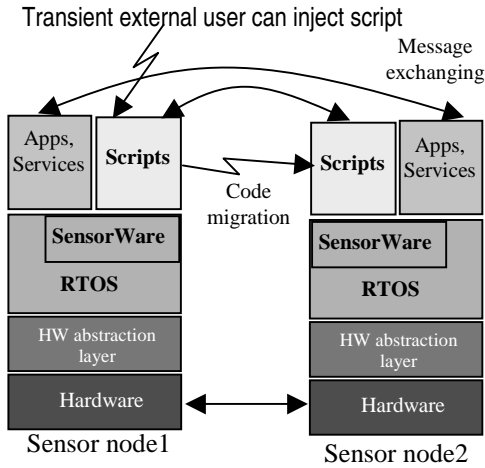 Transient external user can inject script
Message
exchanging
Apps,
Services
Scripts
Code
migration
Scripts
Apps,
Services
SensorWare
RTOS
SensorWare
RTOS
HW abstraction
layer
HW abstraction
layer
Hardware
Hardware
Sensor node1
Sensor node2